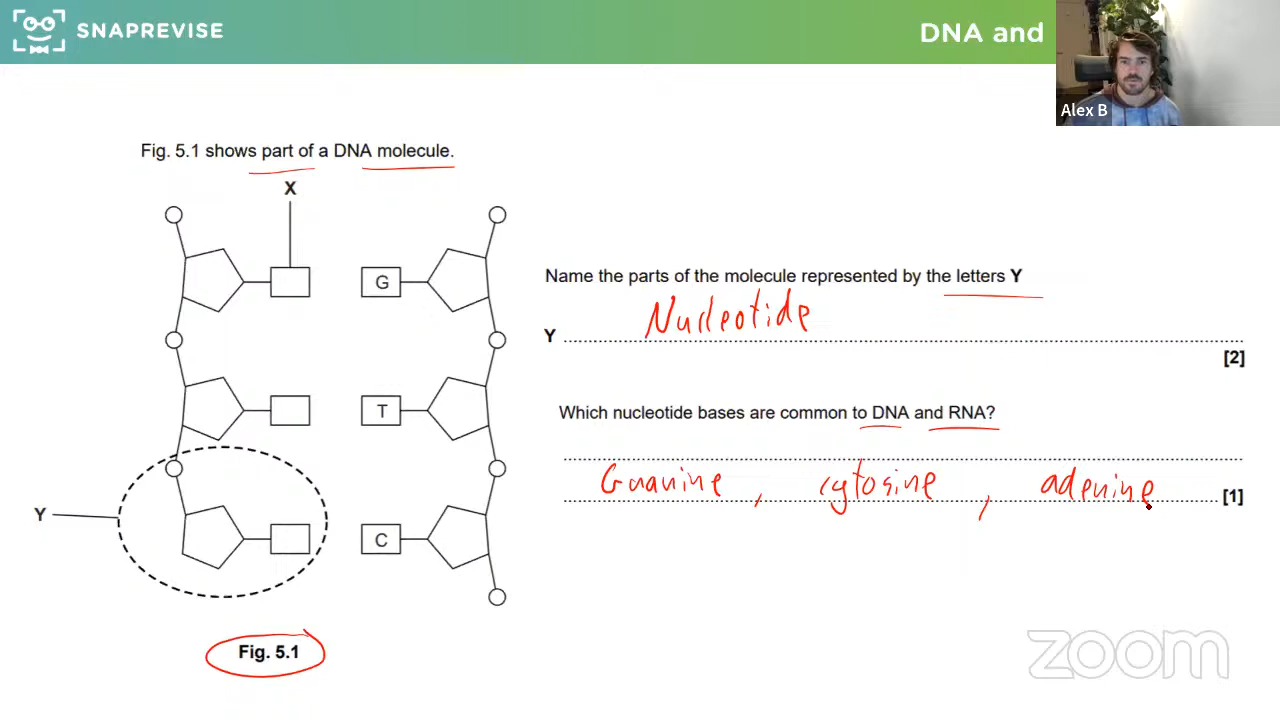 SNAPREVISE
DNA and
Alex B
Fig. 5.1 shows part of a DNA molecule.
X
G
T
Y
C
Fig. 5.1
Name the parts of the molecule represented by the letters Y
Y Nucleotide
[2]
Which nucleotide bases are common to DNA and RNA?
Guanine, cytosine, adenine [1]
zoom